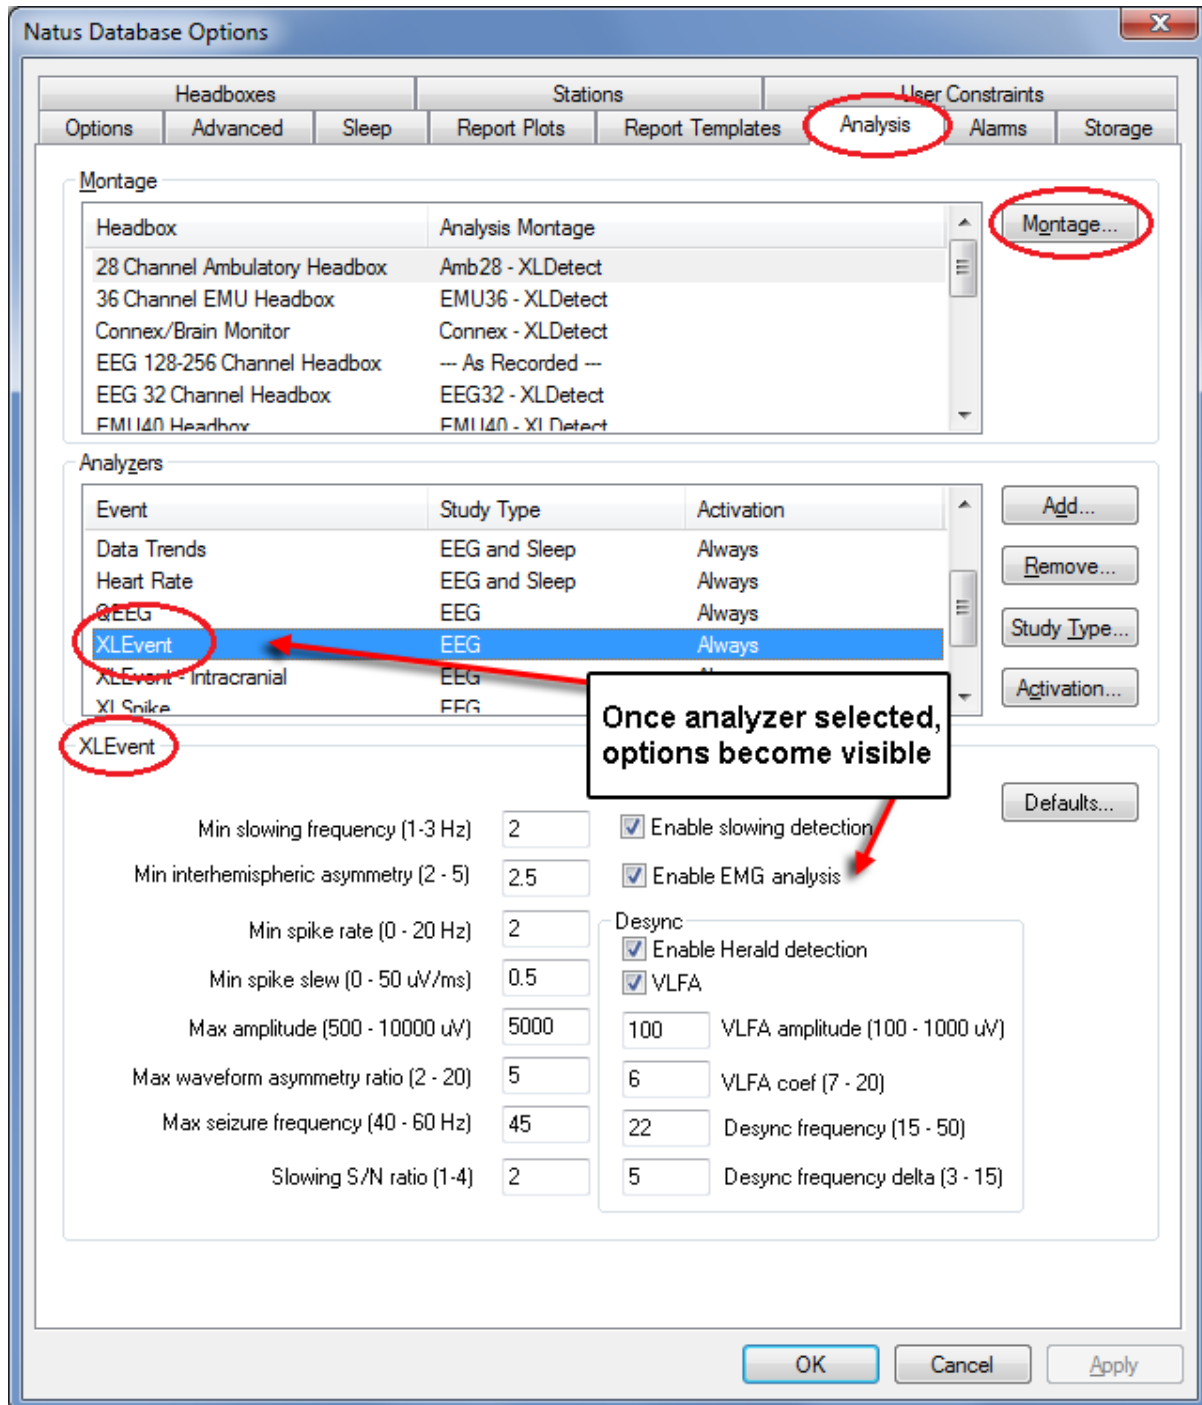 Natus Database Options
Headboxes Stations User Constraints
Options Advanced Sleep Report Plots Report Templates Analysis Alarms Storage
Montage
Headbox Analysis Montage
Montage...
28 Channel Ambulatory Headbox Amb28 - XLDetect
36 Channel EMU Headbox EMU36 - XLDetect
Connex/Brain Monitor Connex - XLDetect
EEG 128-256 Channel Headbox --- As Recorded ---
EEG 32 Channel Headbox EEG32 - XLDetect
EMU40 Headbox EMU40 - XLDetect
Analyzers
Event Study Type Activation
Add...
Data Trends EEG and Sleep Always
Heart Rate EEG and Sleep Always
Remove...
QEEG EEG Always
XLEvent EEG Always
Study Type...
XLEvent - Intracranial EEG
XLSpike EEG
Activation...
Once analyzer selected,
options become visible
XLEvent
Defaults...
Min slowing frequency (1-3 Hz) 2
Enable slowing detection
Min interhemispheric asymmetry (2 - 5) 2.5
Enable EMG analysis
Min spike rate (0 - 20 Hz) 2
Desync
Enable Herald detection
Min spike slew (0 - 50 uV/ms) 0.5
VLFA
Max amplitude (500 - 10000 uV) 5000
100 VLFA amplitude (100 - 1000 uV)
Max waveform asymmetry ratio (2 - 20) 5
6 VLFA coef (7 - 20)
Max seizure frequency (40 - 60 Hz) 45
22 Desync frequency (15 - 50)
Slowing S/N ratio (1-4) 2
5 Desync frequency delta (3 - 15)
OK Cancel Apply